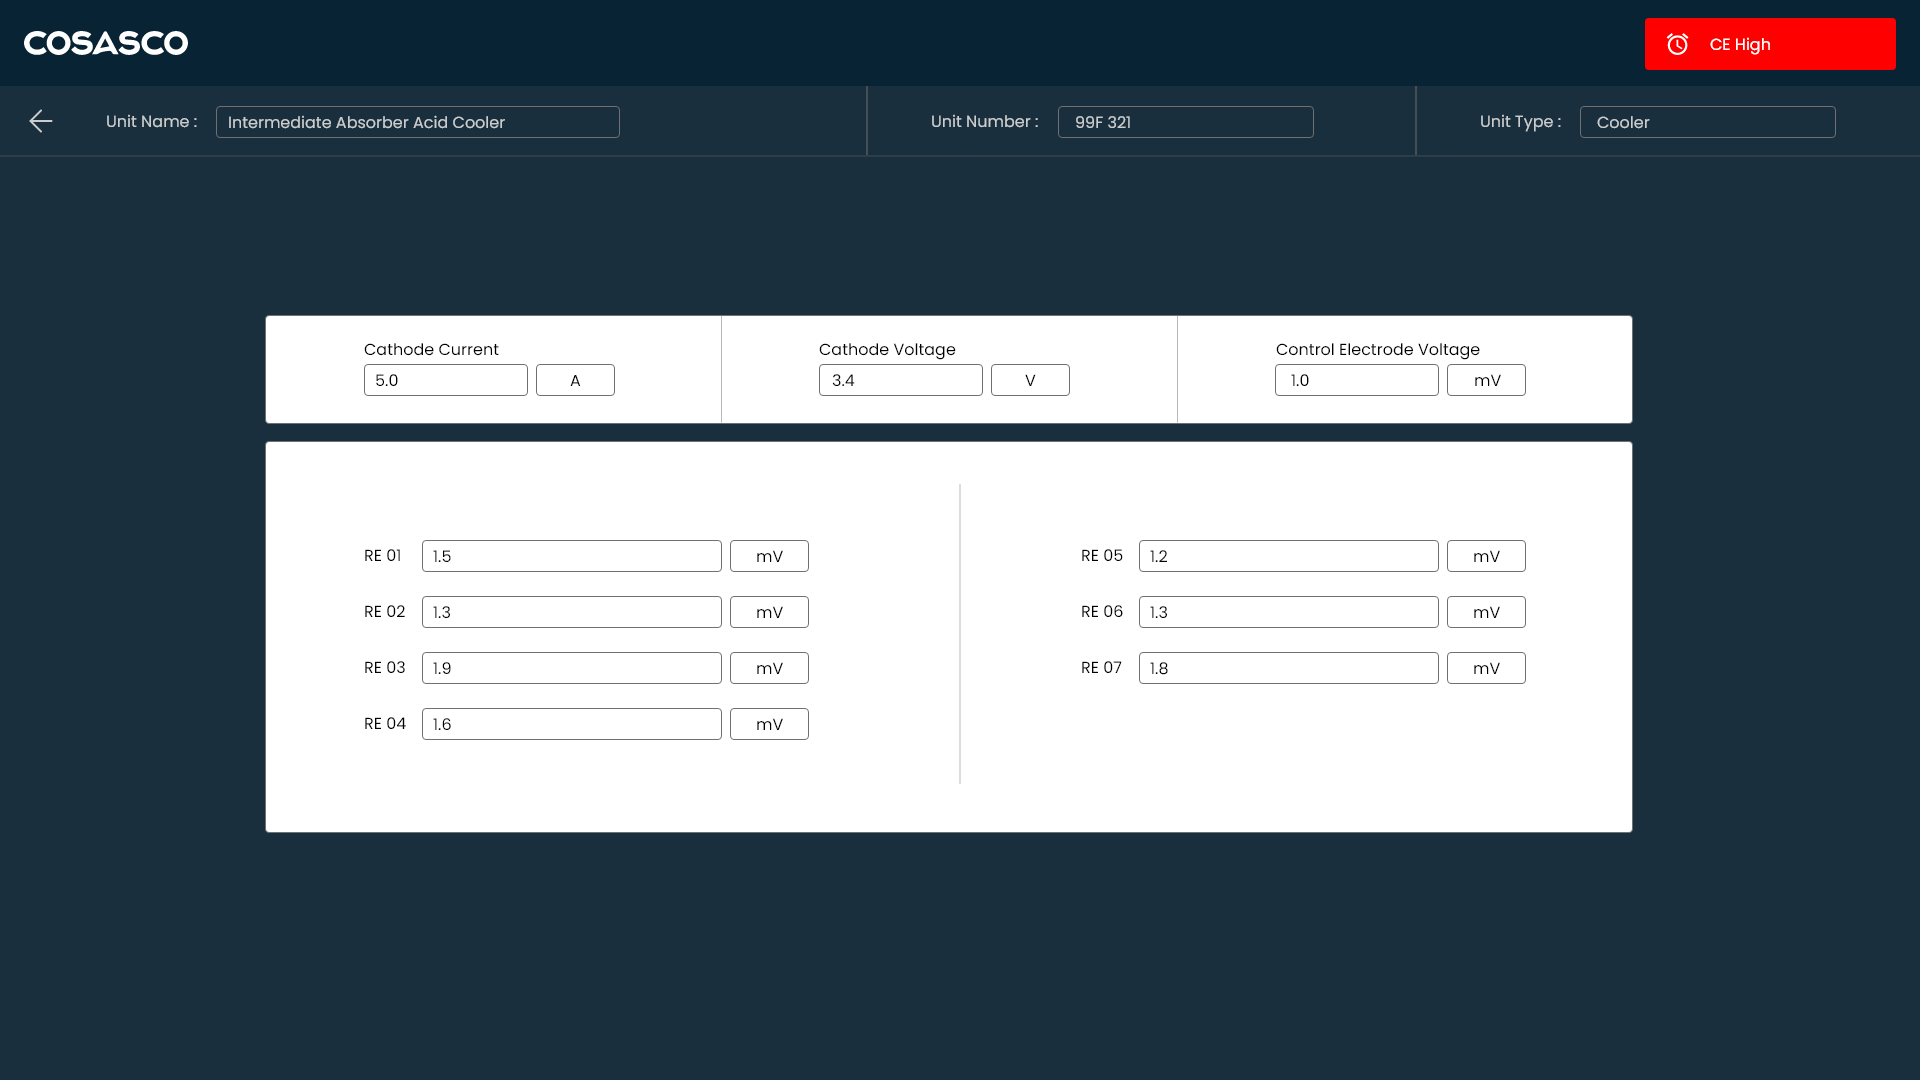 COSASCO
CE High
Unit Name : Intermediate Absorber Acid Cooler
Unit Number : 99F 321
Unit Type : Cooler
Cathode Current
5.0 A
Cathode Voltage
3.4 V
Control Electrode Voltage
1.0 mV
RE 01 1.5 mV
RE 02 1.3 mV
RE 03 1.9 mV
RE 04 1.6 mV
RE 05 1.2 mV
RE 06 1.3 mV
RE 07 1.8 mV